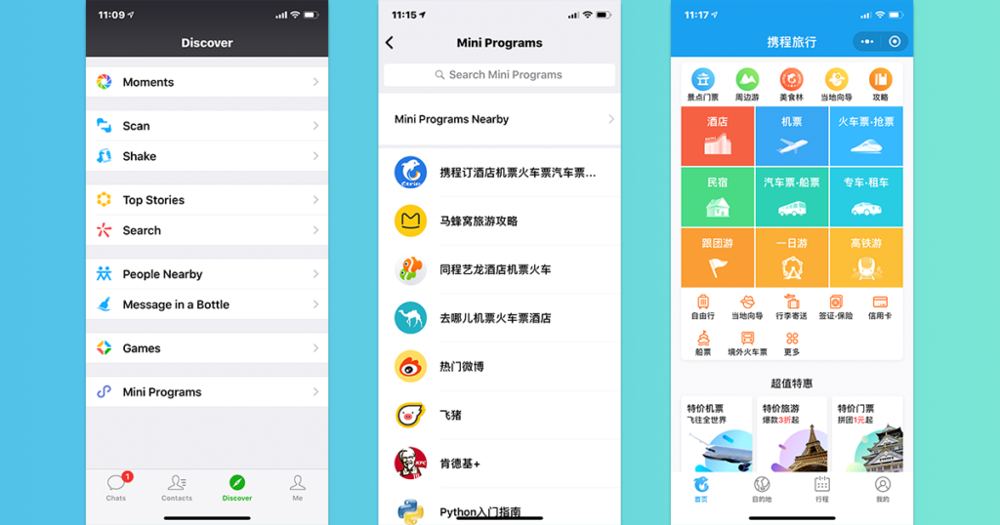 11:09
Discover
Moments
Scan
Shake
Top Stories
Search
People Nearby
Message in a Bottle
Games
Mini Programs
1
Chats
Contacts
Discover
Me
11:15
Mini Programs
Search Mini Programs
Mini Programs Nearby
Ctrip
携程订酒店机票火车票汽车票...
马蜂窝旅游攻略
同程艺龙酒店机票火车
去哪儿机票火车票酒店
热门微博
飞猪
KFC
肯德基+
Python入门指南
11:17
携程旅行
景点门票 周边游 美食林 当地向导 攻略
酒店 机票 火车票·抢票
民宿 汽车票·船票 专车·租车
跟团游 一日游 高铁游
自由行 当地向导 行李寄送 签证·保险 信用卡
船票 境外火车票 更多
超值特惠
特价机票 特价旅游 特价门票
飞往全世界 爆款3折起 拼团1元起
首页 目的地 行程 我的